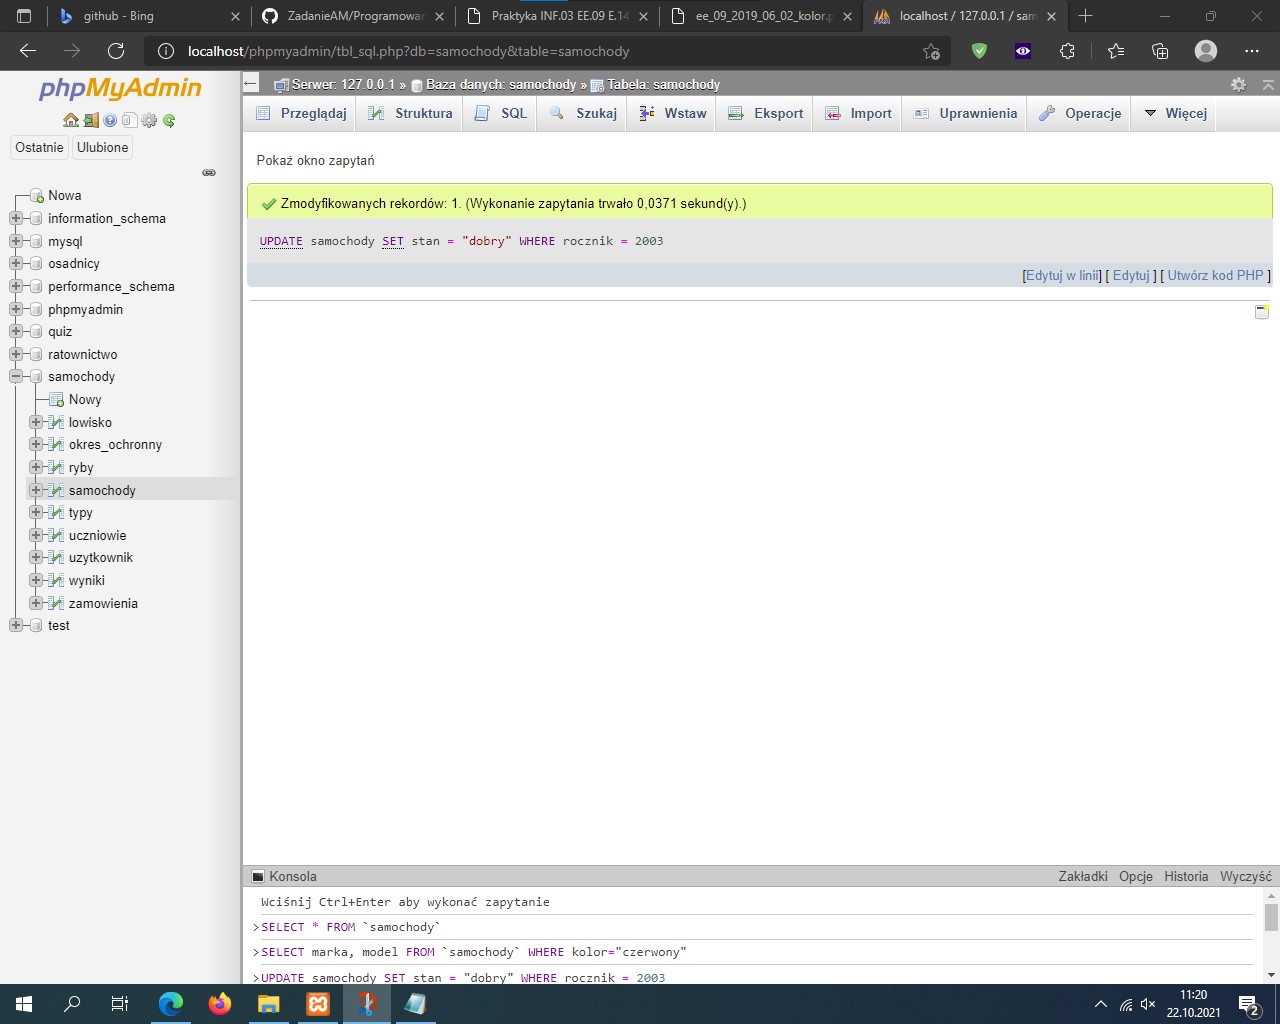 github - Bing
ZadanieAM/Programowan
Praktyka INF.03 EE.09 E.14
ee_09_2019_06_02_kolor.p
localhost / 127.0.0.1 / sam
localhost/phpmyadmin/tbl_sql.php?db=samochody&table=samochody
phpMyAdmin
Ostatnie
Ulubione
Nowa
information_schema
mysql
osadnicy
performance_schema
phpmyadmin
quiz
ratownictwo
samochody
Nowy
lowisko
okres_ochronny
ryby
samochody
typy
uczniowie
uzytkownik
wyniki
zamowienia
test
Serwer: 127.0.0.1 » Baza danych: samochody » Tabela: samochody
Przeglądaj Struktura SQL Szukaj Wstaw Eksport Import Uprawnienia Operacje Więcej
Pokaż okno zapytań
Zmodyfikowanych rekordów: 1. (Wykonanie zapytania trwało 0,0371 sekund(y).)
UPDATE samochody SET stan = "dobry" WHERE rocznik = 2003
[Edytuj w linii] [ Edytuj ] [ Utwórz kod PHP ]
Konsola
Zakładki Opcje Historia Wyczyść
Wciśnij Ctrl+Enter aby wykonać zapytanie
>SELECT * FROM `samochody`
>SELECT marka, model FROM `samochody` WHERE kolor="czerwony"
>UPDATE samochody SET stan = "dobry" WHERE rocznik = 2003
11:20
22.10.2021
2